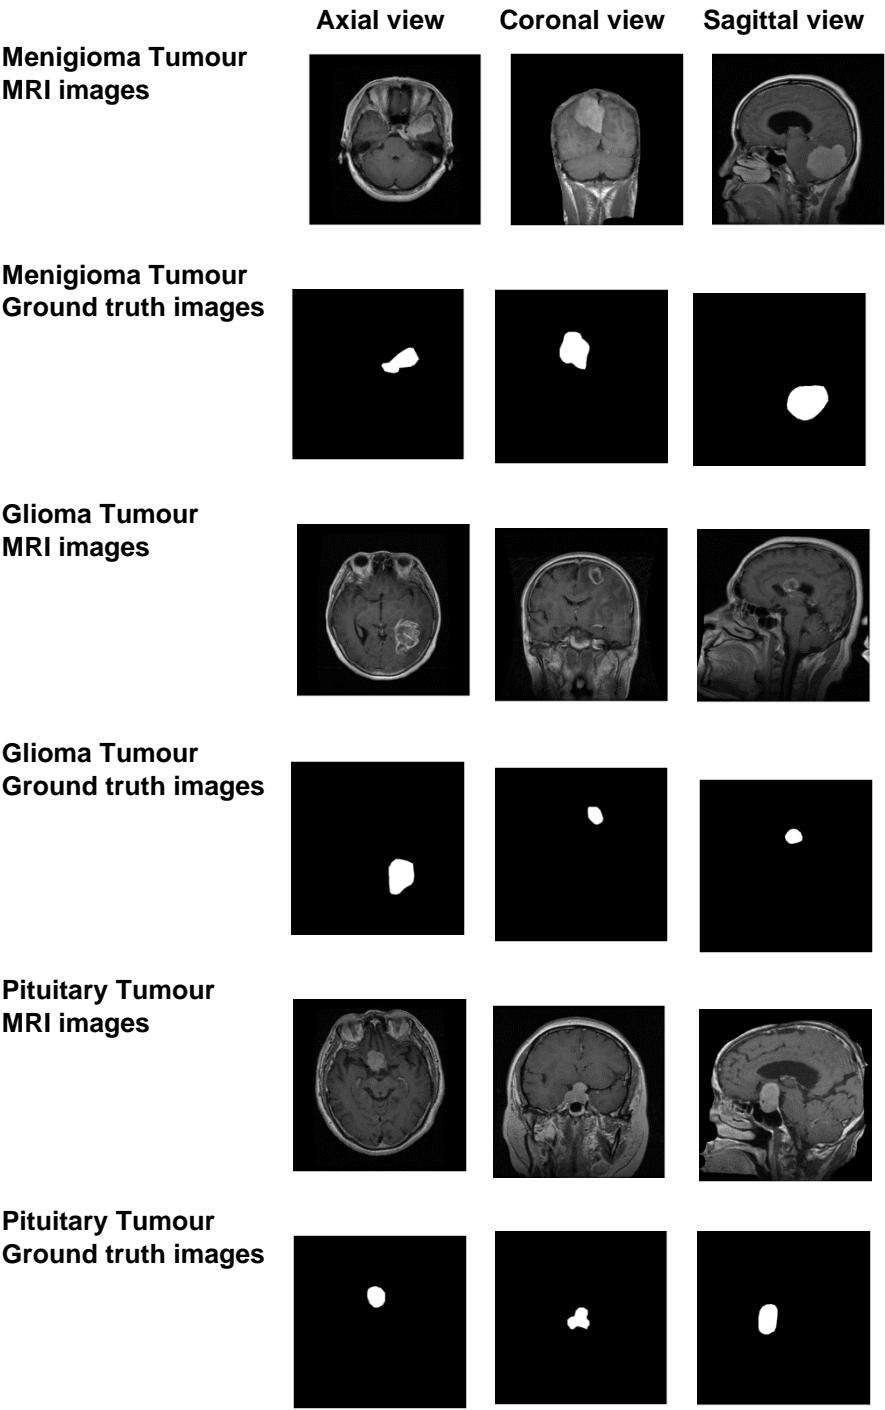 Axial view Coronal view Sagittal view
Menigioma Tumour
MRI images
Menigioma Tumour
Ground truth images
Glioma Tumour
MRI images
Glioma Tumour
Ground truth images
Pituitary Tumour
MRI images
Pituitary Tumour
Ground truth images